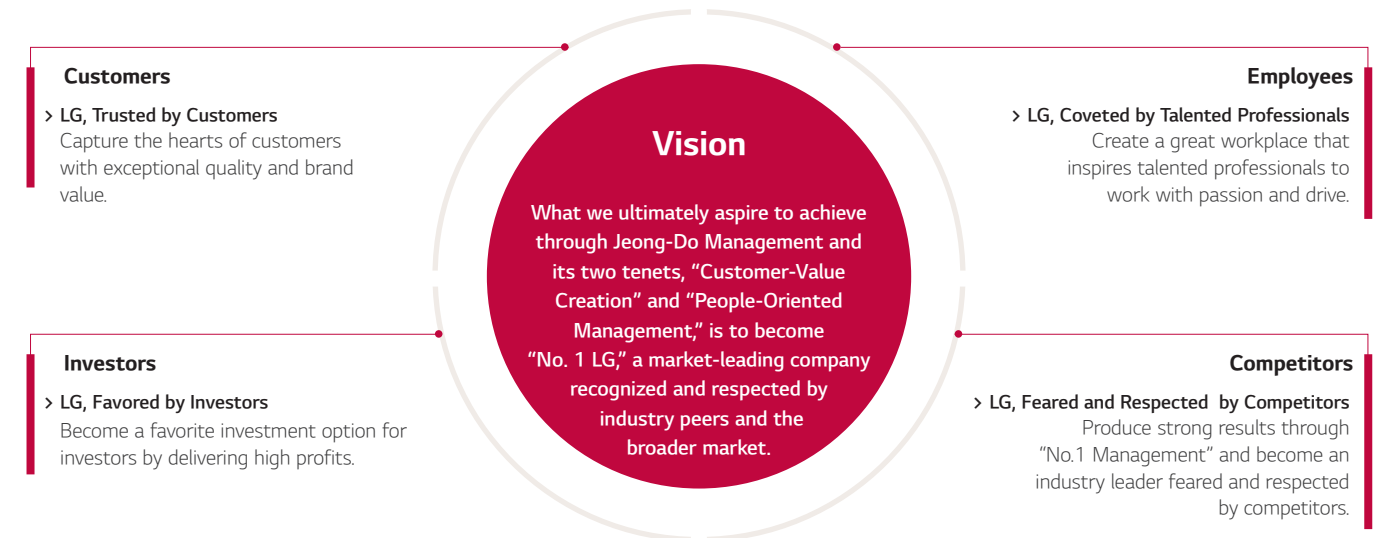 Customers
> LG, Trusted by Customers
Capture the hearts of customers
with exceptional quality and brand
value.
Employees
> LG, Coveted by Talented Professionals
Create a great workplace that
inspires talented professionals to
work with passion and drive.
Vision
What we ultimately aspire to achieve
through Jeong-Do Management and
its two tenets, “Customer-Value
Creation” and “People-Oriented
Management,” is to become
“No. 1 LG,” a market-leading company
recognized and respected by
industry peers and the
broader market.
Investors
> LG, Favored by Investors
Become a favorite investment option for
investors by delivering high profits.
Competitors
> LG, Feared and Respected  by Competitors
Produce strong results through
“No.1 Management” and become an
industry leader feared and respected
by competitors.